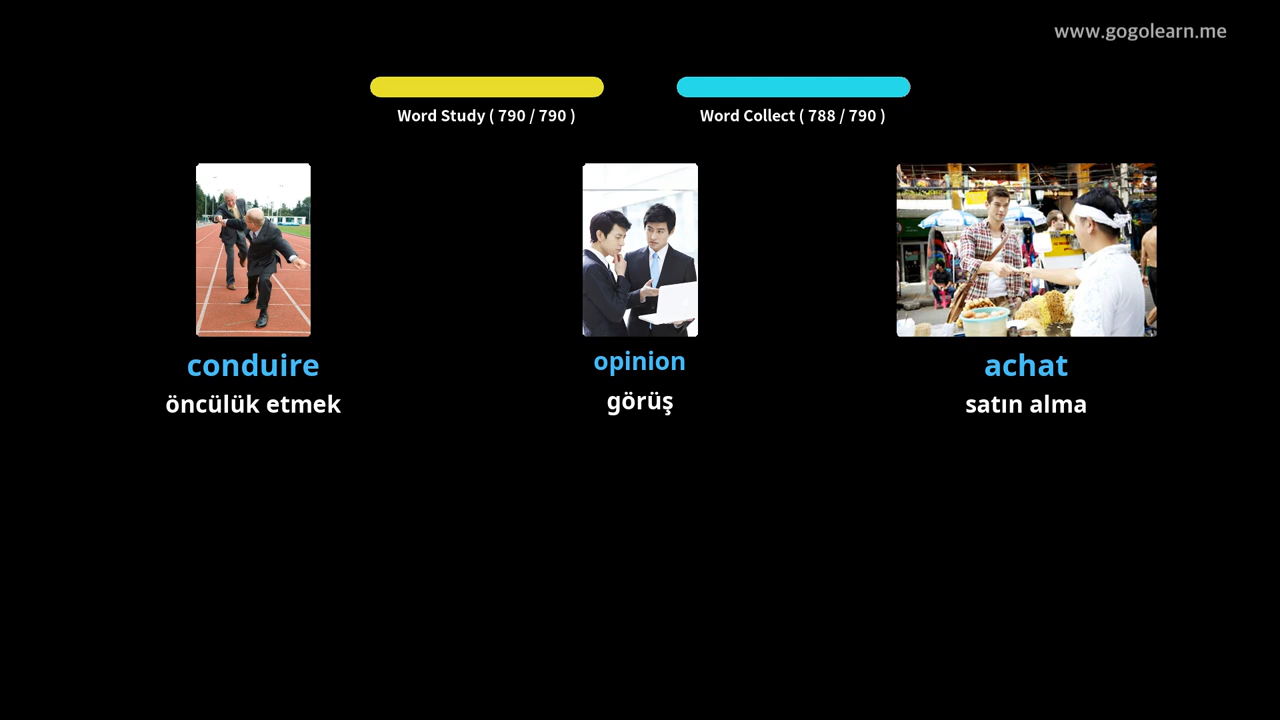 www.gogolearn.me
Word Study ( 790 / 790 )
Word Collect ( 788 / 790 )
conduire
öncülük etmek
opinion
görüş
achat
satın alma